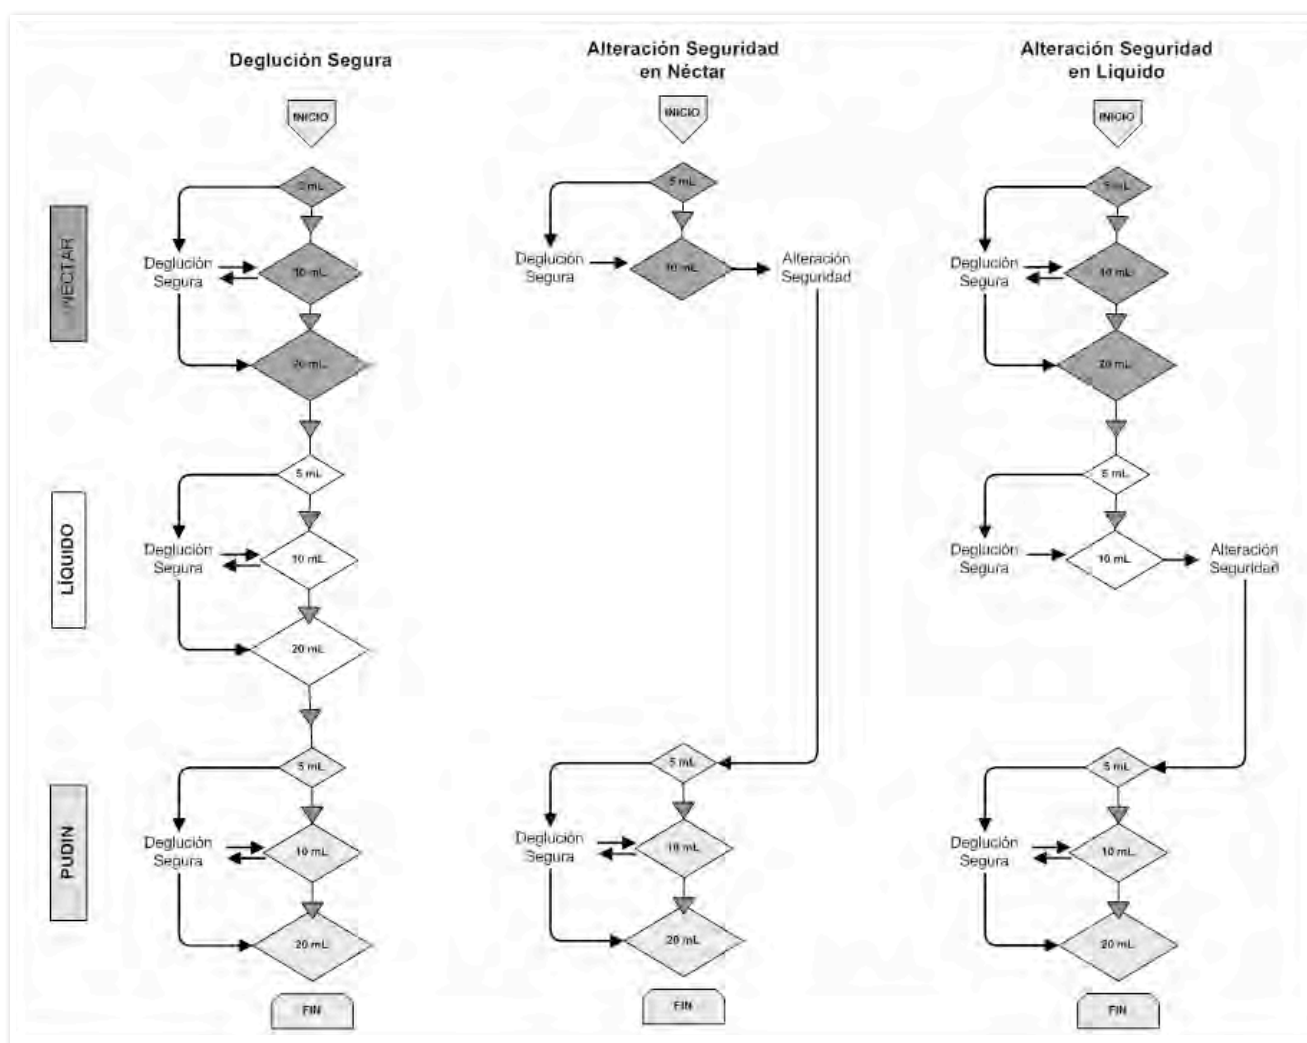 Deglución Segura
INICIO
NECTAR
mL
Deglución
Segura
10 mL
20 mL
LÍQUIDO
5 mL
Deglución
Segura
10 mL
20 mL
PUDIN
5 mL
Deglución
Segura
10 mL
20 mL
FIN
Alteración Seguridad
en Néctar
INICIO
5 mL
Deglución
Segura
10 mL
Alteración
Seguridad
5 mL
Deglución
Segura
10 mL
20 mL
FIN
Alteración Seguridad
en Líquido
INICIO
5 mL
Deglución
Segura
10 mL
20 mL
5 mL
Deglución
Segura
10 mL
Alteración
Seguridad
5 mL
Deglución
Segura
10 mL
20 mL
FIN